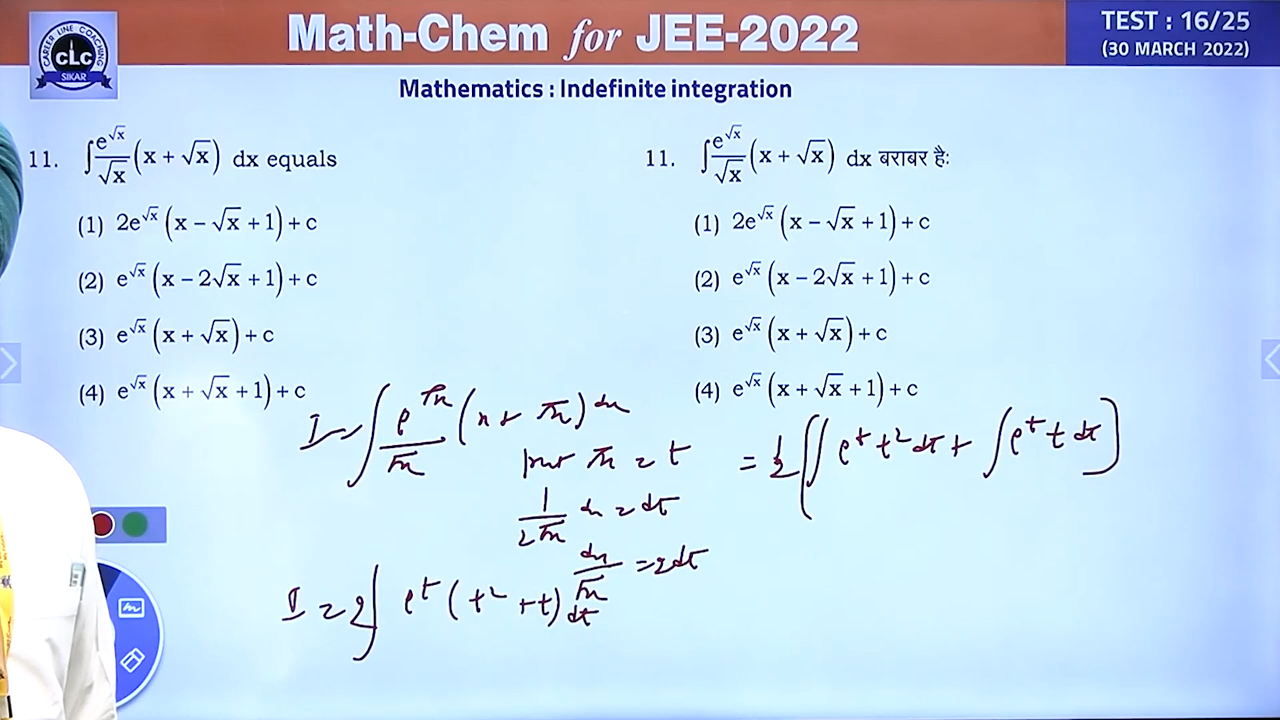 Math-Chem for JEE-2022
TEST : 16/25
(30 MARCH 2022)
CAREER LINE COACHING
CLC
SIKAR
Mathematics : Indefinite integration
11. ∫ e^√x/√x (x + √x) dx equals
(1) 2e^√x (x − √x + 1) + c
(2) e^√x (x − 2√x + 1) + c
(3) e^√x (x + √x) + c
(4) e^√x (x + √x + 1) + c
11. ∫ e^√x/√x (x + √x) dx बराबर है:
(1) 2e^√x (x − √x + 1) + c
(2) e^√x (x − 2√x + 1) + c
(3) e^√x (x + √x) + c
(4) e^√x (x + √x + 1) + c
I = ∫ e^√x/√x (x + √x) dx
put √x = t
1/2√x dx = dt
dx/√x = 2dt
I = 2∫ e^t (t² + t) dt
= [∫ e^t t² dt + ∫ e^t t dt]